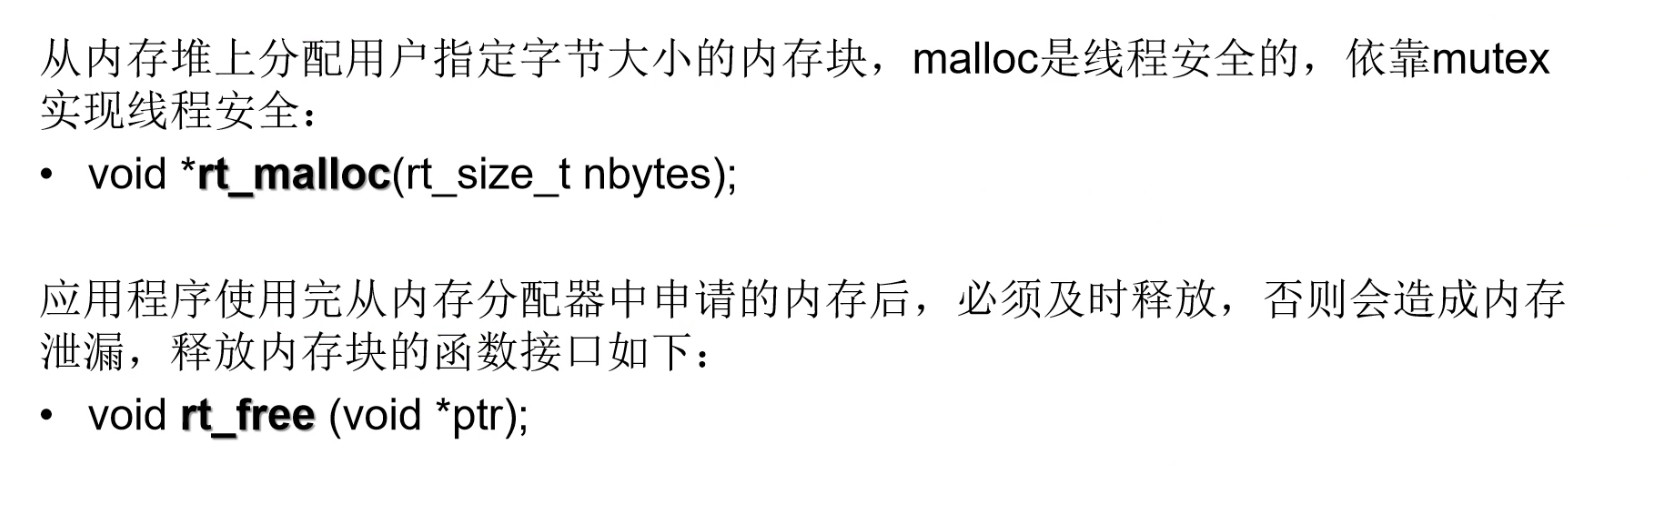 从内存堆上分配用户指定字节大小的内存块，malloc是线程安全的，依靠mutex
实现线程安全：
• void *rt_malloc(rt_size_t nbytes);
应用程序使用完从内存分配器中申请的内存后，必须及时释放，否则会造成内存
泄漏，释放内存块的函数接口如下：
• void rt_free (void *ptr);